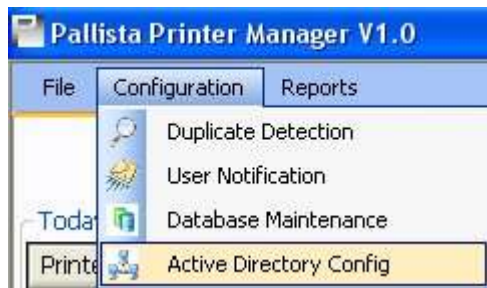 Pallista Printer Manager V1.0
File Configuration Reports
Duplicate Detection
User Notification
Database Maintenance
Active Directory Config